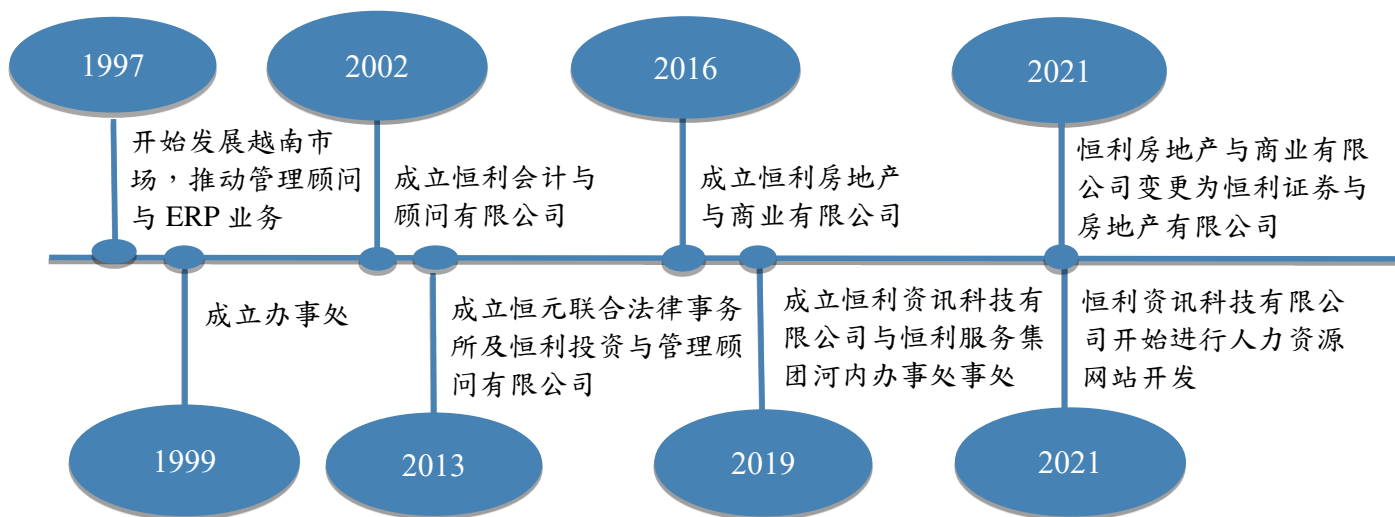 1997
2002
2016
2021
开始发展越南市
场，推动管理顾问
与 ERP 业务
成立恒利会计与
顾问有限公司
成立恒利房地产
与商业有限公司
恒利房地产与商业有限
公司变更为恒利证券与
房地产有限公司
成立办事处
成立恒元联合法律事务
所及恒利投资与管理顾
问有限公司
成立恒利资讯科技有
限公司与恒利服务集
团河内办事处事处
恒利资讯科技有限公
司开始进行人力资源
网站开发
1999
2013
2019
2021